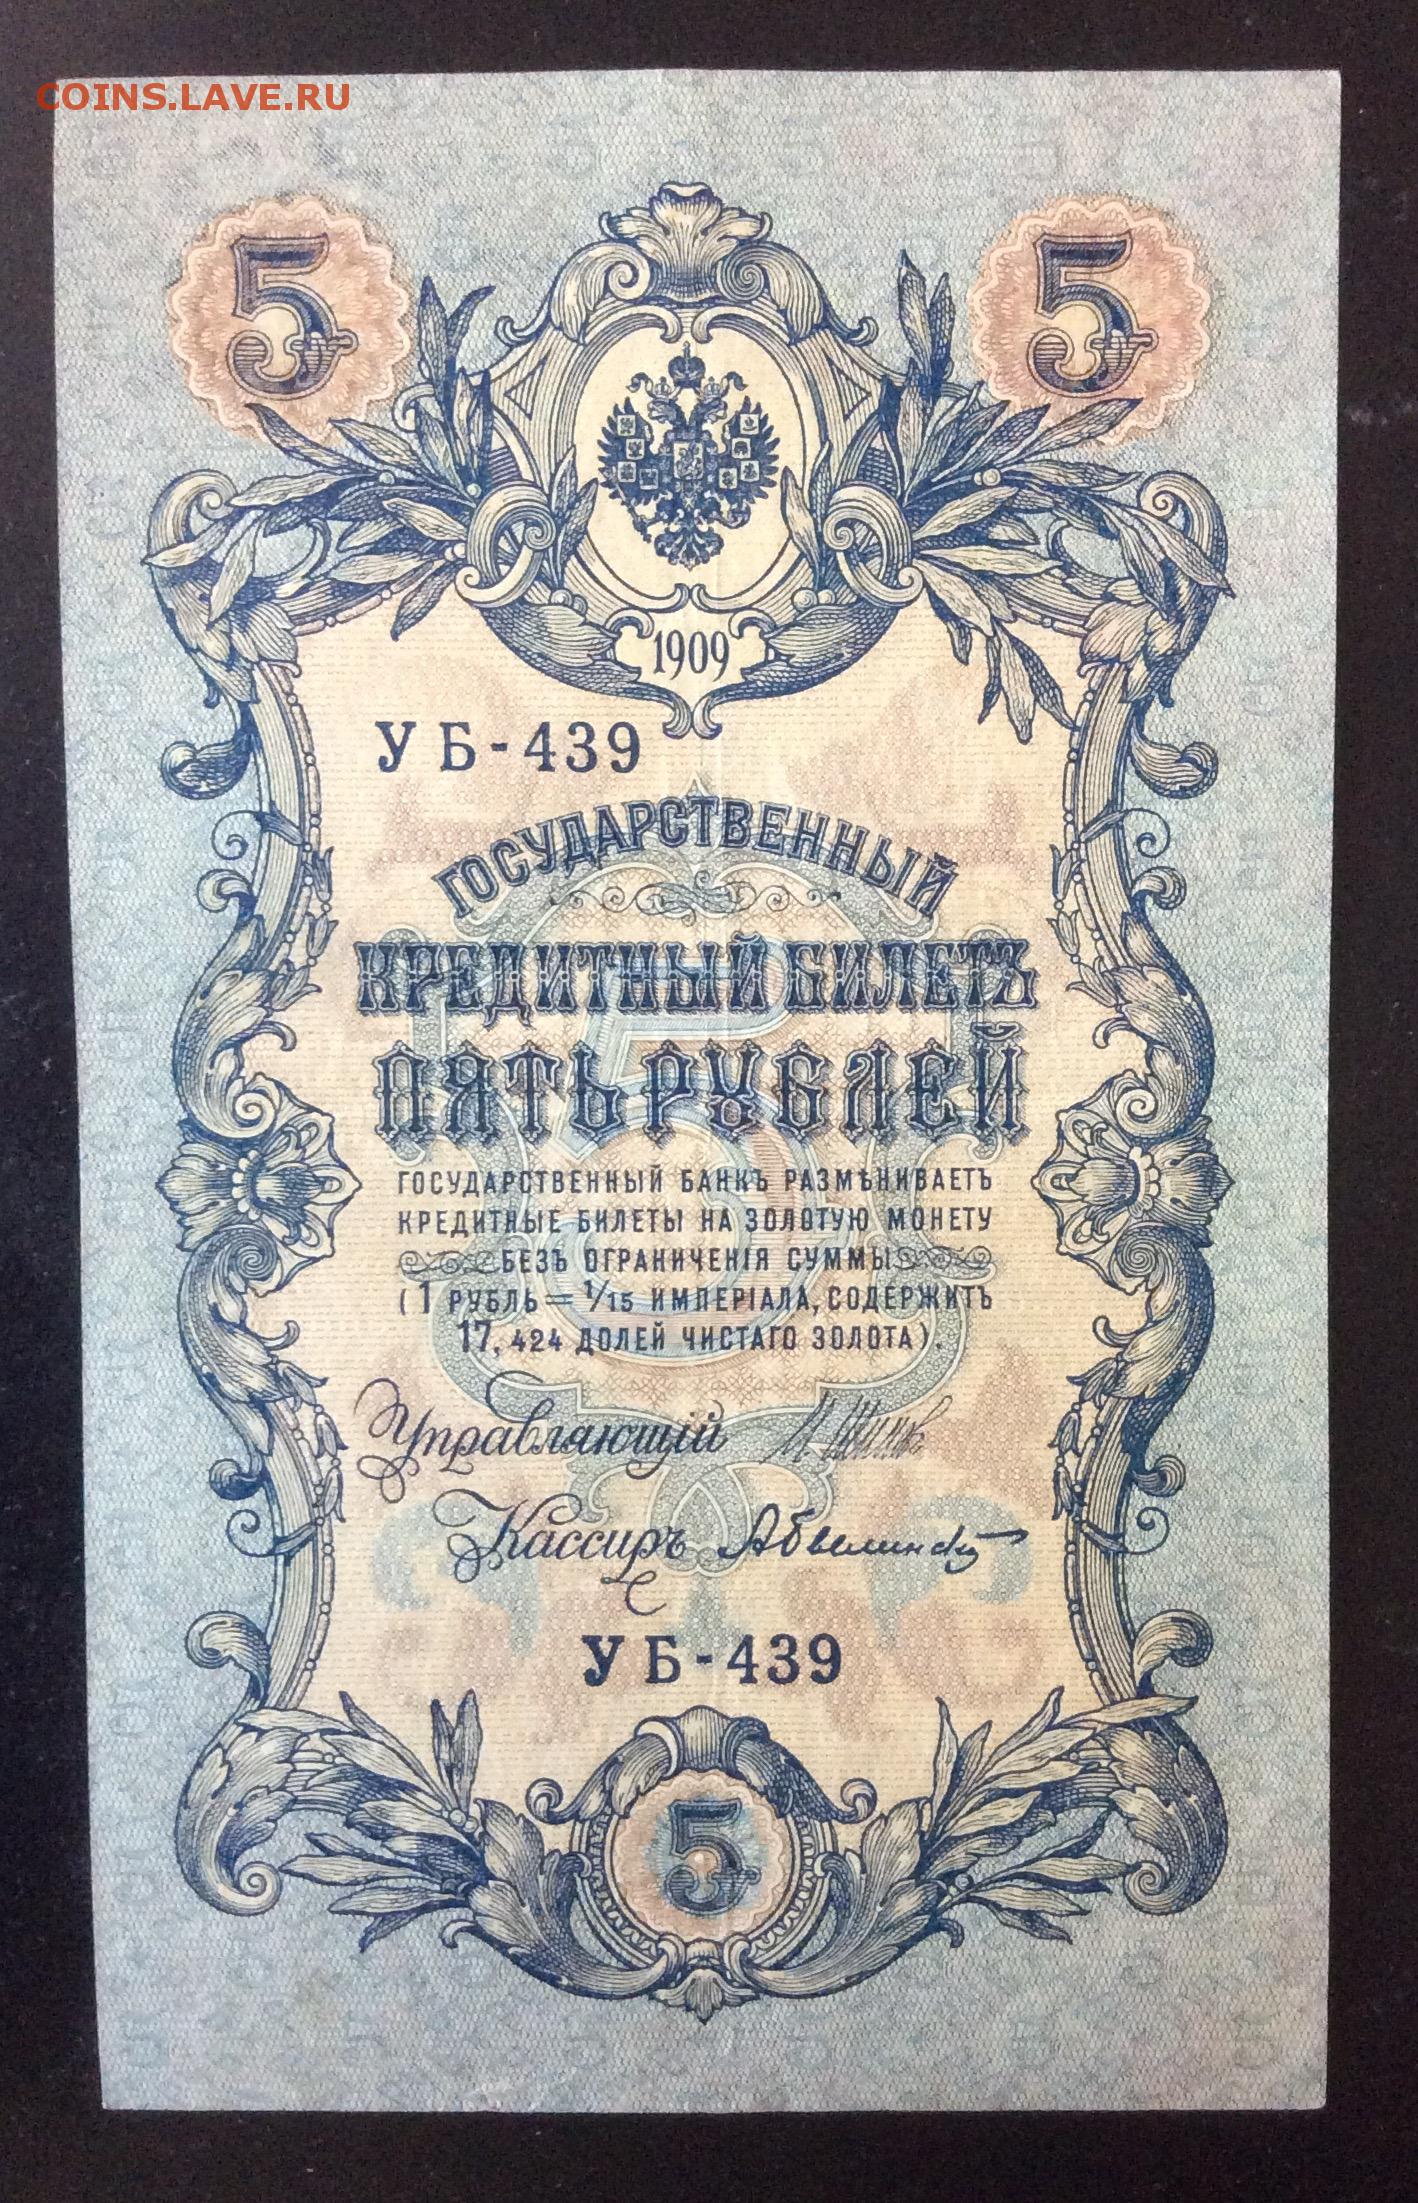 COINS.LAVE.RU
5 5
1909
УБ-439
ГОСУДАРСТВЕННЫЙ
КРЕДИТНЫЙ БИЛЕТЪ
ПЯТЬ РУБЛЕЙ
ГОСУДАРСТВЕННЫЙ БАНКЪ РАЗМѢНИВАЕТЪ
КРЕДИТНЫЕ БИЛЕТЫ НА ЗОЛОТУЮ МОНЕТУ
БЕЗЪ ОГРАНИЧЕНІЯ СУММЫ
(1 РУБЛЬ = 1/15 ИМПЕРІАЛА, СОДЕРЖИТЪ
17,424 ДОЛЕЙ ЧИСТАГО ЗОЛОТА).
Управляющій И. Шипов
Кассиръ А Былинскій
УБ-439
5